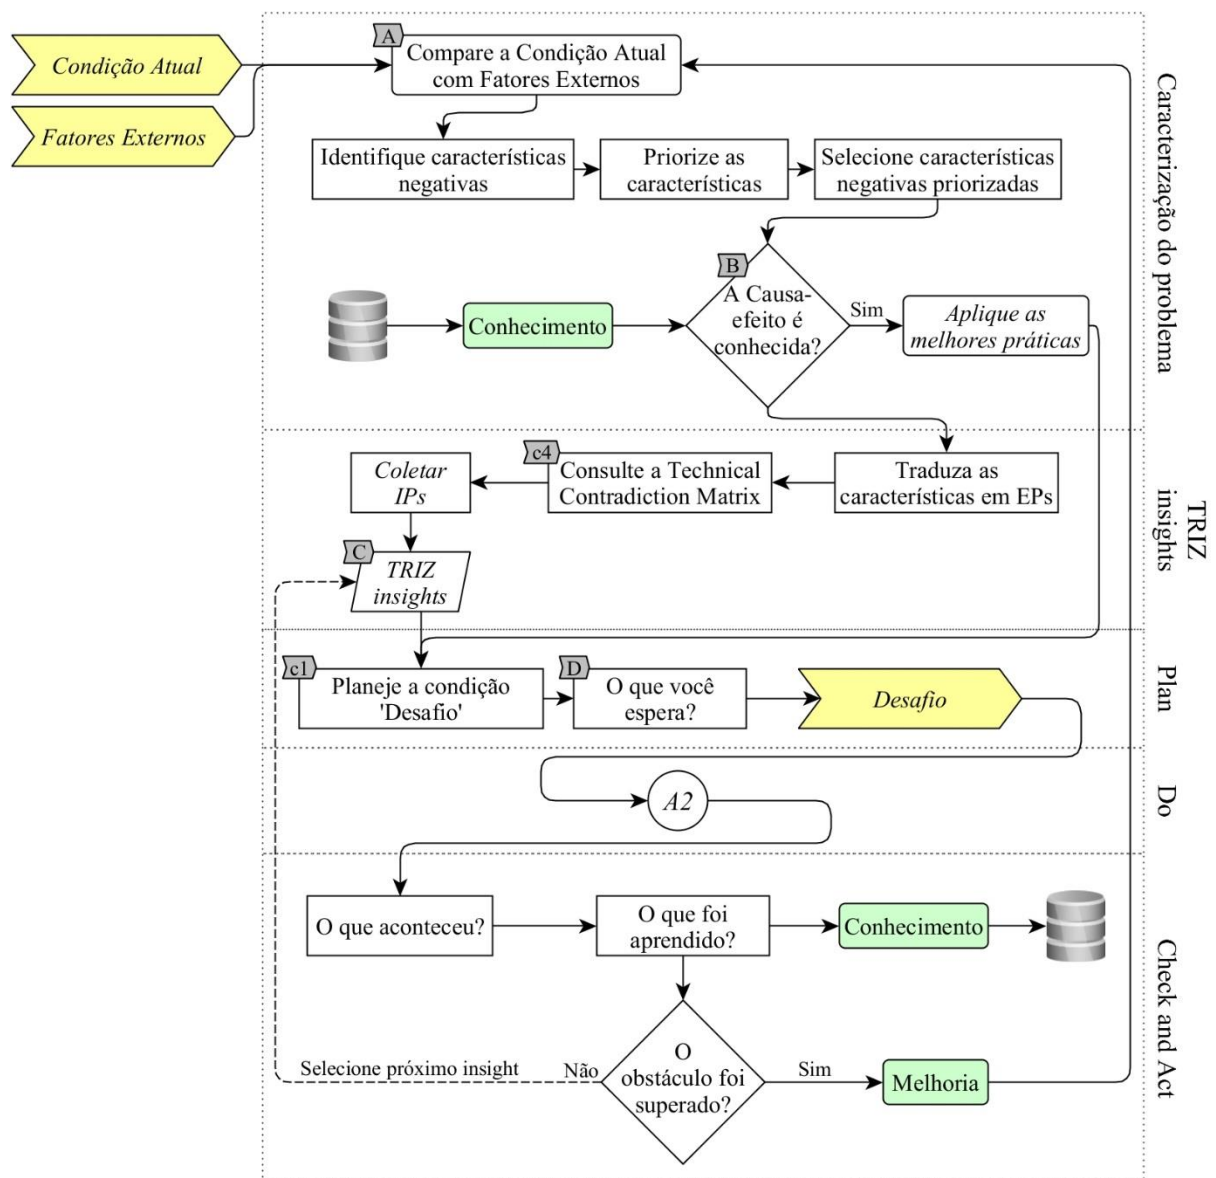 A
Condição Atual
Compare a Condição Atual
com Fatores Externos
Fatores Externos
Identifique características
negativas
Priorize as
características
Selecione características
negativas priorizadas
B
A Causa-
efeito é
conhecida?
Conhecimento
Sim
Aplique as
melhores práticas
Caracterização do problema
c4
Coletar
IPs
Consulte a Technical
Contradiction Matrix
Traduza as
características em EPs
C
TRIZ
insights
TRIZ
insights
c1
Planeje a condição
'Desafio'
D
O que você
espera?
Desafio
Plan
A2
Do
O que aconteceu?
O que foi
aprendido?
Conhecimento
O
obstáculo foi
superado?
Selecione próximo insight
Não
Sim
Melhoria
Check and Act